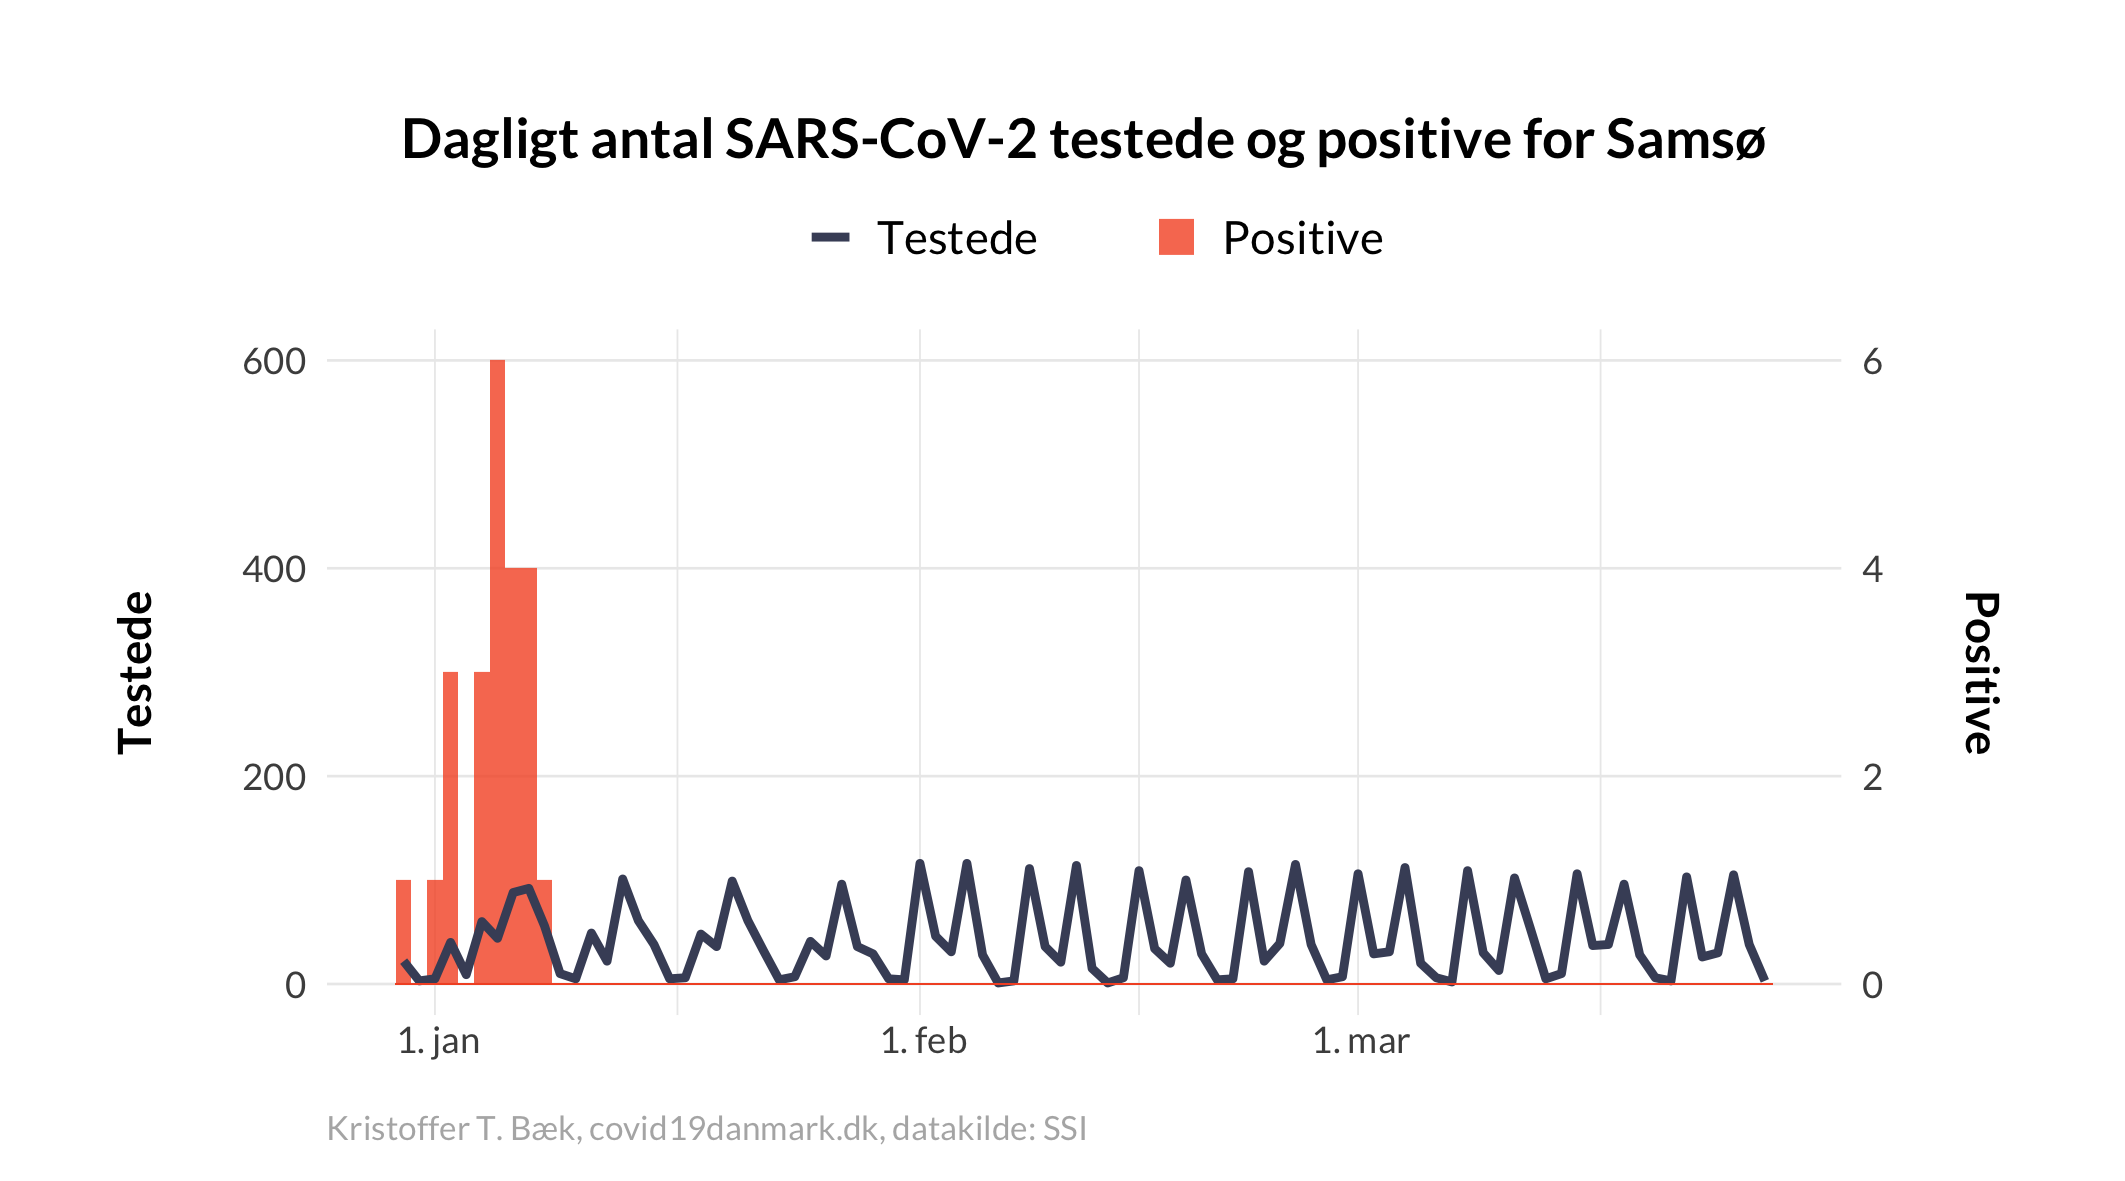 Dagligt antal SARS-CoV-2 testede og positive for Samsø
Testede Positive
600 6
400 4
200 2
0 0
Testede
Positive
1. jan 1. feb 1. mar
Kristoffer T. Bæk, covid19danmark.dk, datakilde: SSI